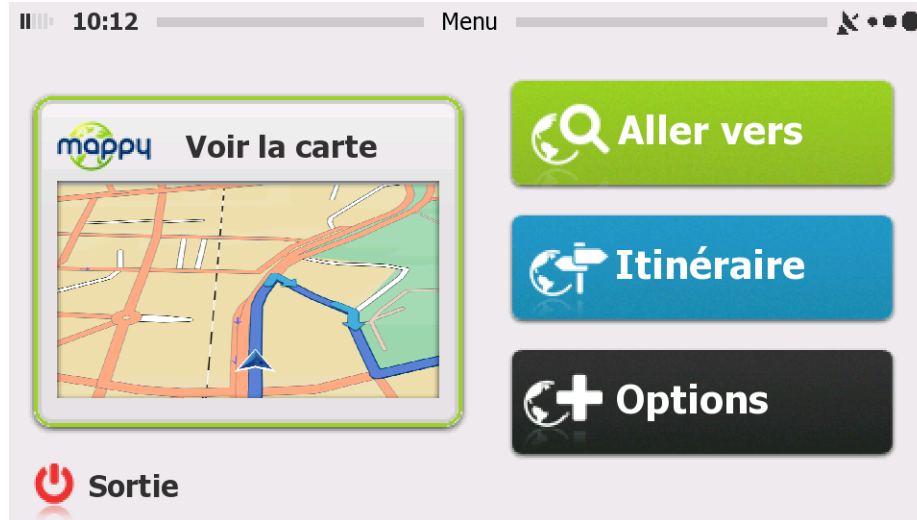 10:12
Menu
mappy
Voir la carte
Aller vers
Itinéraire
Options
Sortie